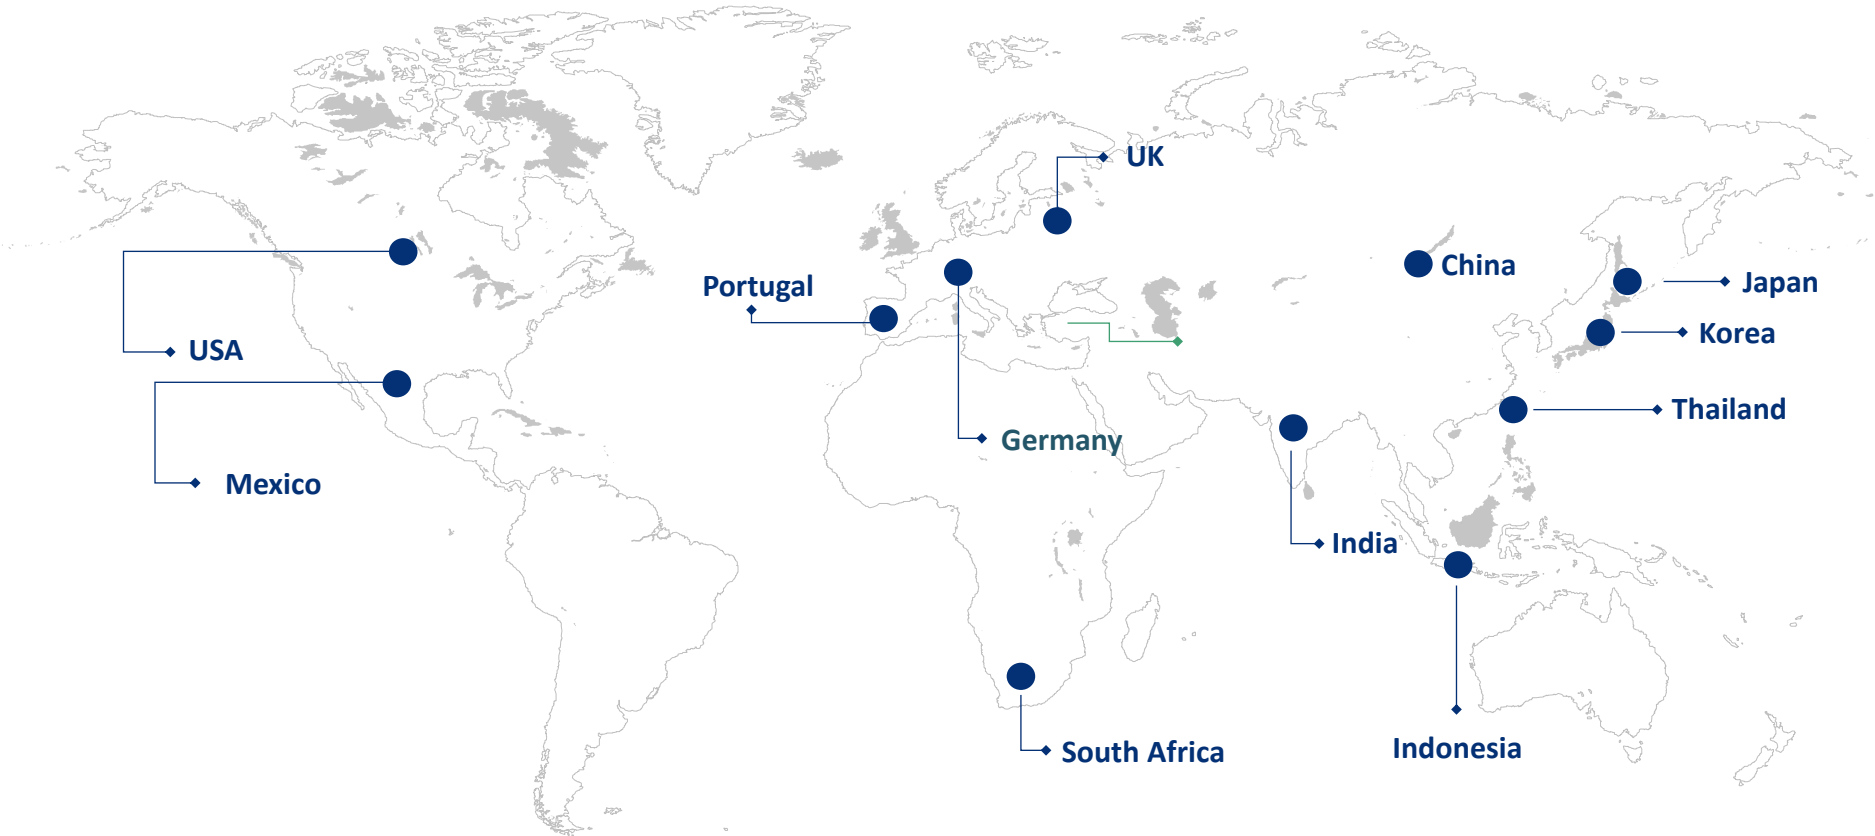 UK
China
Portugal
Japan
Korea
USA
Thailand
Germany
Mexico
India
Indonesia
South Africa